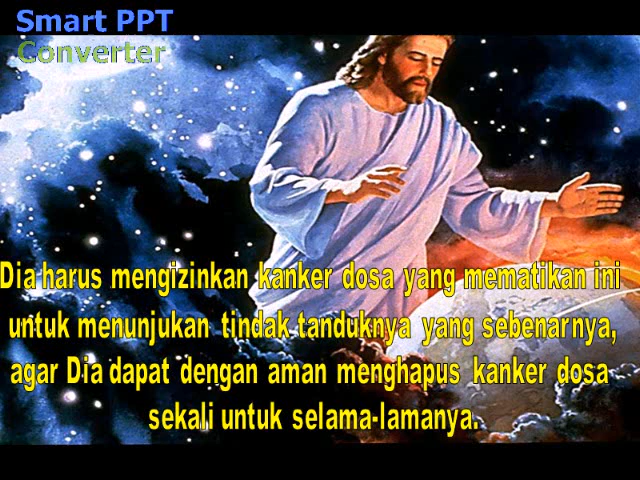 Smart PPT
Converter
Dia harus mengizinkan kanker dosa yang mematikan ini
untuk menunjukan tindak tanduknya yang sebenarnya,
agar Dia dapat dengan aman menghapus kanker dosa
sekali untuk selama-lamanya.